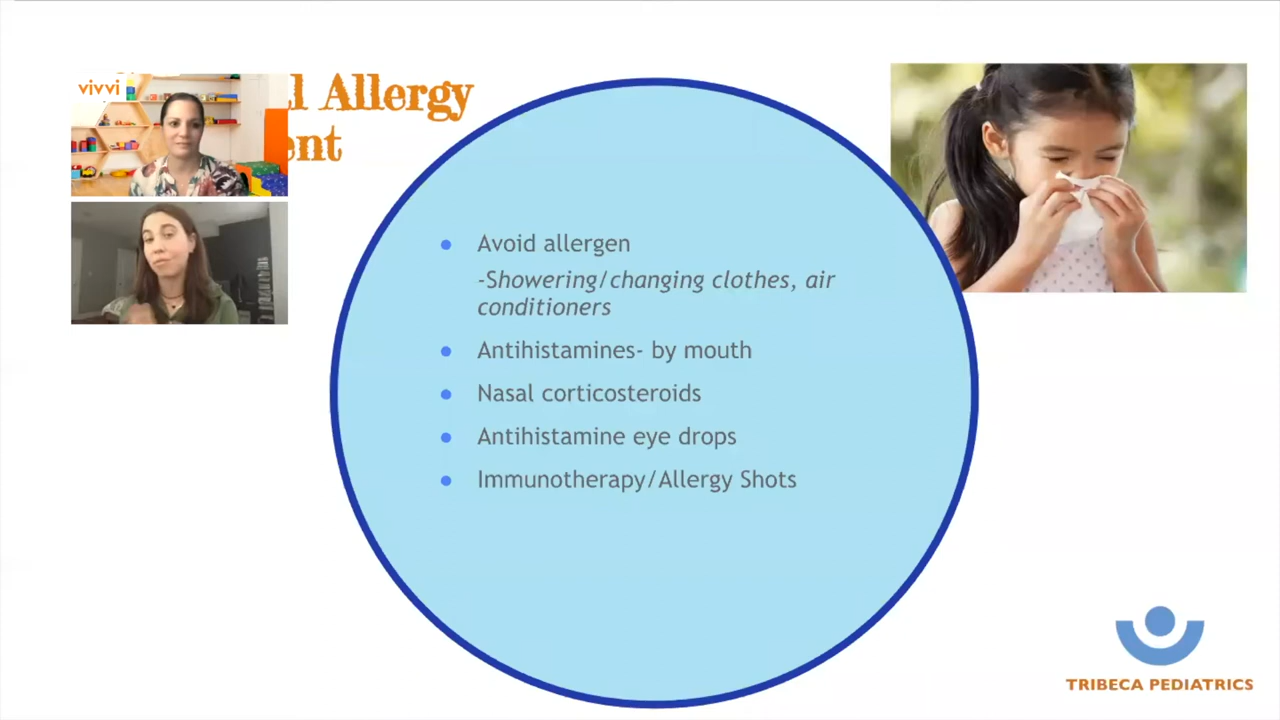 vivvi
Allergy
Avoid allergen
-Showering/changing clothes, air
conditioners
Antihistamines- by mouth
Nasal corticosteroids
Antihistamine eye drops
Immunotherapy/Allergy Shots
TRIBECA PEDIATRICS